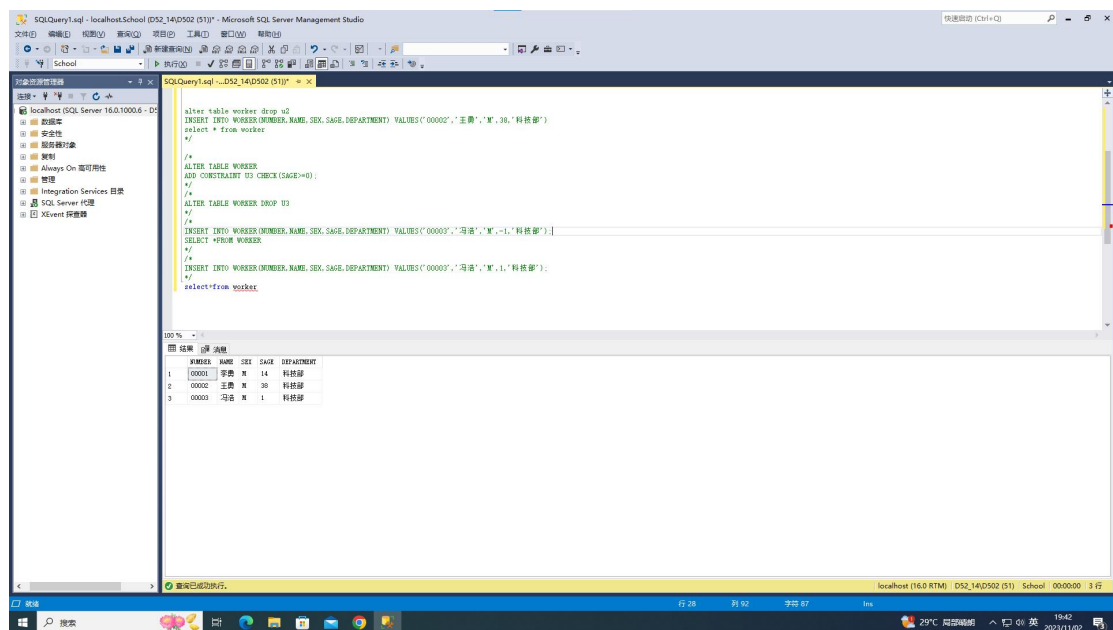 SQLQuery1.sql - localhost.School (D52_14\D502 (51))* - Microsoft SQL Server Management Studio
快速启动 (Ctrl+Q)
文件(F) 编辑(E) 视图(V) 查询(Q) 项目(P) 工具(T) 窗口(W) 帮助(H)
新建查询(N)
School 执行(X)
对象资源管理器
SQLQuery1.sql -...D52_14\D502 (51))*
连接
localhost (SQL Server 16.0.1000.6 - D5
数据库
安全性
服务器对象
复制
Always On 高可用性
管理
Integration Services 目录
SQL Server 代理
XEvent 探查器
alter table worker drop u2
INSERT INTO WORKER(NUMBER,NAME,SEX,SAGE,DEPARTMENT) VALUES('00002','王勇','M',38,'科技部')
select * from worker
*/
/*
ALTER TABLE WORKER
ADD CONSTRAINT U3 CHECK(SAGE>=0);
*/
/*
ALTER TABLE WORKER DROP U3
*/
/*
INSERT INTO WORKER(NUMBER,NAME,SEX,SAGE,DEPARTMENT) VALUES('00003','冯浩','M',-1,'科技部');
SELECT *FROM WORKER
*/
/*
INSERT INTO WORKER(NUMBER,NAME,SEX,SAGE,DEPARTMENT) VALUES('00003','冯浩','M',1,'科技部');
*/
select*from worker
100 %
结果 消息
NUMBER NAME SEX SAGE DEPARTMENT
1 00001 李勇 M 14 科技部
2 00002 王勇 M 38 科技部
3 00003 冯浩 M 1 科技部
查询已成功执行。
localhost (16.0 RTM) D52_14\D502 (51) School 00:00:00 3 行
就绪
行 28 列 92 字符 87 Ins
搜索
29°C 局部晴朗 英 19:42
2023/11/02